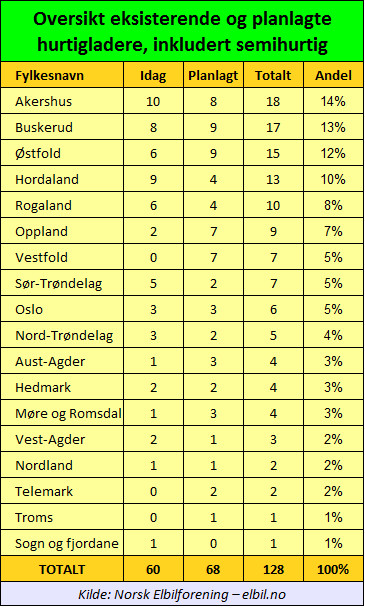 Oversikt eksisterende og planlagte
hurtigladere, inkludert semihurtig
Fylkesnavn Idag Planlagt Totalt Andel
Akershus 10 8 18 14%
Buskerud 8 9 17 13%
Østfold 6 9 15 12%
Hordaland 9 4 13 10%
Rogaland 6 4 10 8%
Oppland 2 7 9 7%
Vestfold 0 7 7 5%
Sør-Trøndelag 5 2 7 5%
Oslo 3 3 6 5%
Nord-Trøndelag 3 2 5 4%
Aust-Agder 1 3 4 3%
Hedmark 2 2 4 3%
Møre og Romsdal 1 3 4 3%
Vest-Agder 2 1 3 2%
Nordland 1 1 2 2%
Telemark 0 2 2 2%
Troms 0 1 1 1%
Sogn og fjordane 1 0 1 1%
TOTALT 60 68 128 100%
Kilde: Norsk Elbilforening – elbil.no